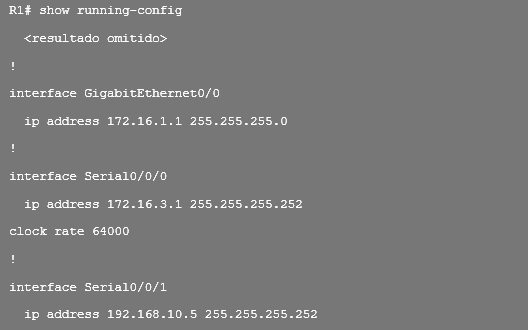 R1# show running-config
<resultado omitido>
!
interface GigabitEthernet0/0
ip address 172.16.1.1 255.255.255.0
!
interface Serial0/0/0
ip address 172.16.3.1 255.255.255.252
clock rate 64000
!
interface Serial0/0/1
ip address 192.168.10.5 255.255.255.252